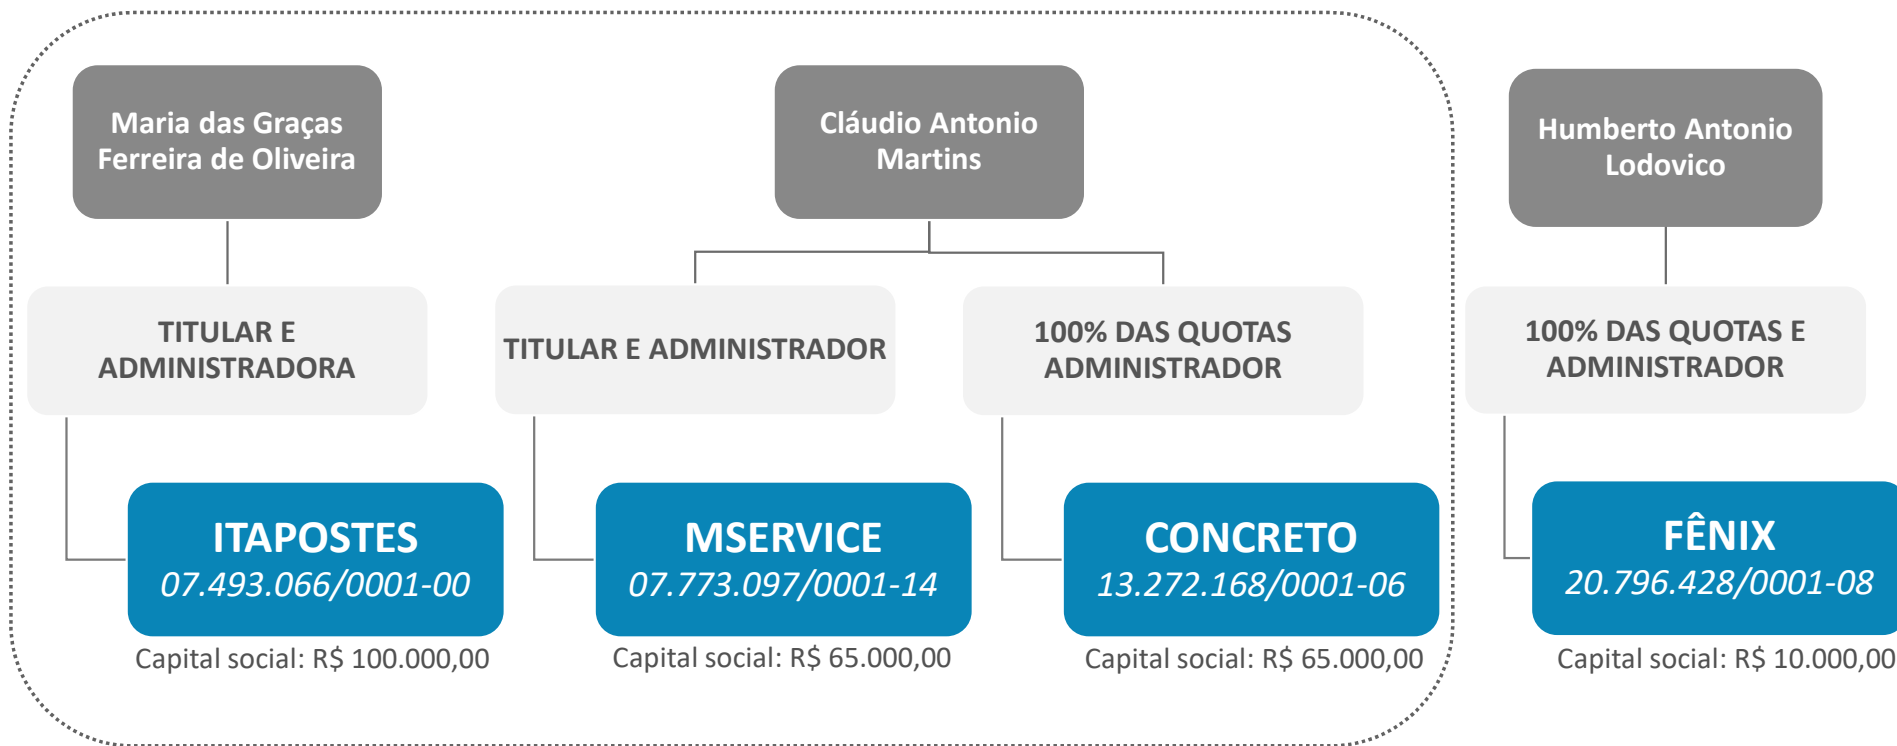 Maria das Graças
Ferreira de Oliveira
Cláudio Antonio
Martins
Humberto Antonio
Lodovico
TITULAR E
ADMINISTRADORA
TITULAR E ADMINISTRADOR
100% DAS QUOTAS
ADMINISTRADOR
100% DAS QUOTAS E
ADMINISTRADOR
ITAPOSTES
07.493.066/0001-00
Capital social: R$ 100.000,00
MSERVICE
07.773.097/0001-14
Capital social: R$ 65.000,00
CONCRETO
13.272.168/0001-06
Capital social: R$ 65.000,00
FÊNIX
20.796.428/0001-08
Capital social: R$ 10.000,00